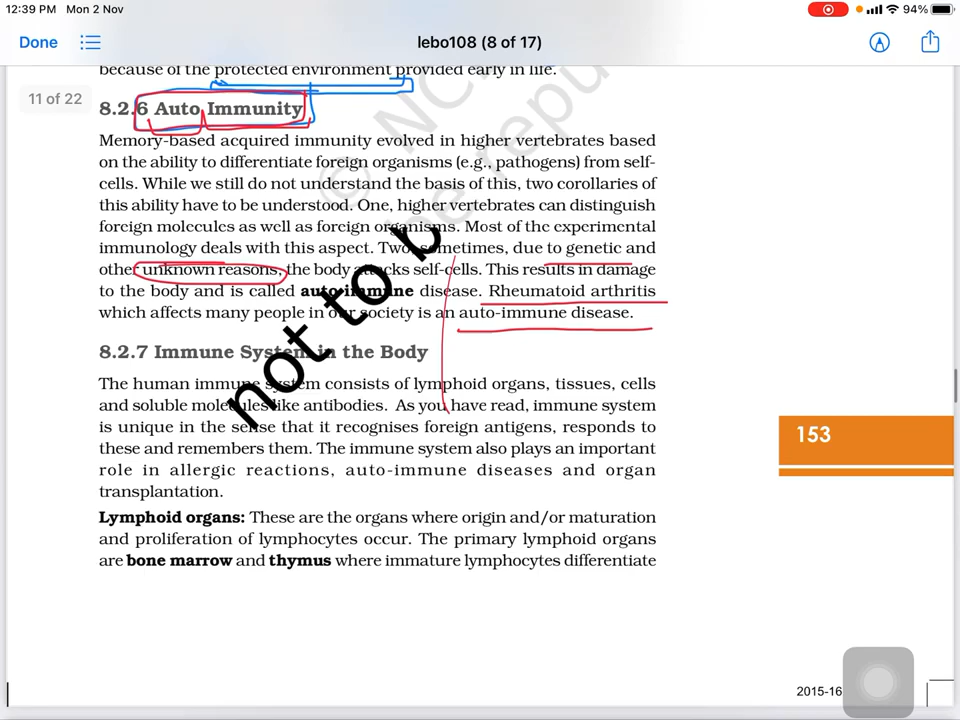 12:39 PM Mon 2 Nov
94%
Done
lebo108 (8 of 17)
because of the protected environment provided early in life.
11 of 22
8.2.6 Auto Immunity
Memory-based acquired immunity evolved in higher vertebrates based
on the ability to differentiate foreign organisms (e.g., pathogens) from self-
cells. While we still do not understand the basis of this, two corollaries of
this ability have to be understood. One, higher vertebrates can distinguish
foreign molecules as well as foreign organisms. Most of the experimental
immunology deals with this aspect. Two, sometimes, due to genetic and
other unknown reasons, the body attacks self-cells. This results in damage
to the body and is called auto-immune disease. Rheumatoid arthritis
which affects many people in our society is an auto-immune disease.
8.2.7 Immune System in the Body
The human immune system consists of lymphoid organs, tissues, cells
and soluble molecules like antibodies. As you have read, immune system
is unique in the sense that it recognises foreign antigens, responds to
these and remembers them. The immune system also plays an important
role in allergic reactions, auto-immune diseases and organ
transplantation.
Lymphoid organs: These are the organs where origin and/or maturation
and proliferation of lymphocytes occur. The primary lymphoid organs
are bone marrow and thymus where immature lymphocytes differentiate
153
2015-16
not to b
© NC
be repu